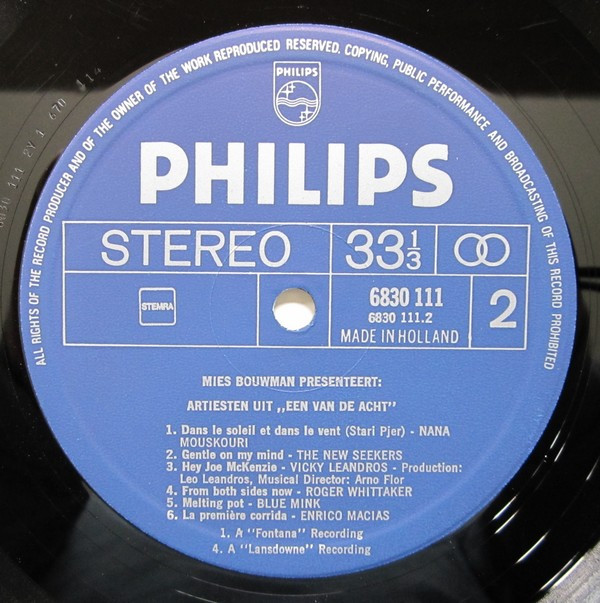 ALL RIGHTS OF THE RECORD PRODUCER AND OF THE OWNER OF THE WORK REPRODUCED RESERVED. COPYING, PUBLIC PERFORMANCE AND BROADCASTING OF THIS RECORD PROHIBITED
PHILIPS
PHILIPS
STEREO 33 1/3
STEMRA
6830 111
6830 111.2
MADE IN HOLLAND
2
MIES BOUWMAN PRESENTEERT:
ARTIESTEN UIT ,,EEN VAN DE ACHT''
1. Dans le soleil et dans le vent (Stari Pjer) - NANA
MOUSKOURI
2. Gentle on my mind - THE NEW SEEKERS
3. Hey Joe McKenzie - VICKY LEANDROS - Production:
Leo Leandros, Musical Director: Arno Flor
4. From both sides now - ROGER WHITTAKER
5. Melting pot - BLUE MINK
6. La première corrida - ENRICO MACIAS
1. A "Fontana" Recording
4. A "Lansdowne" Recording